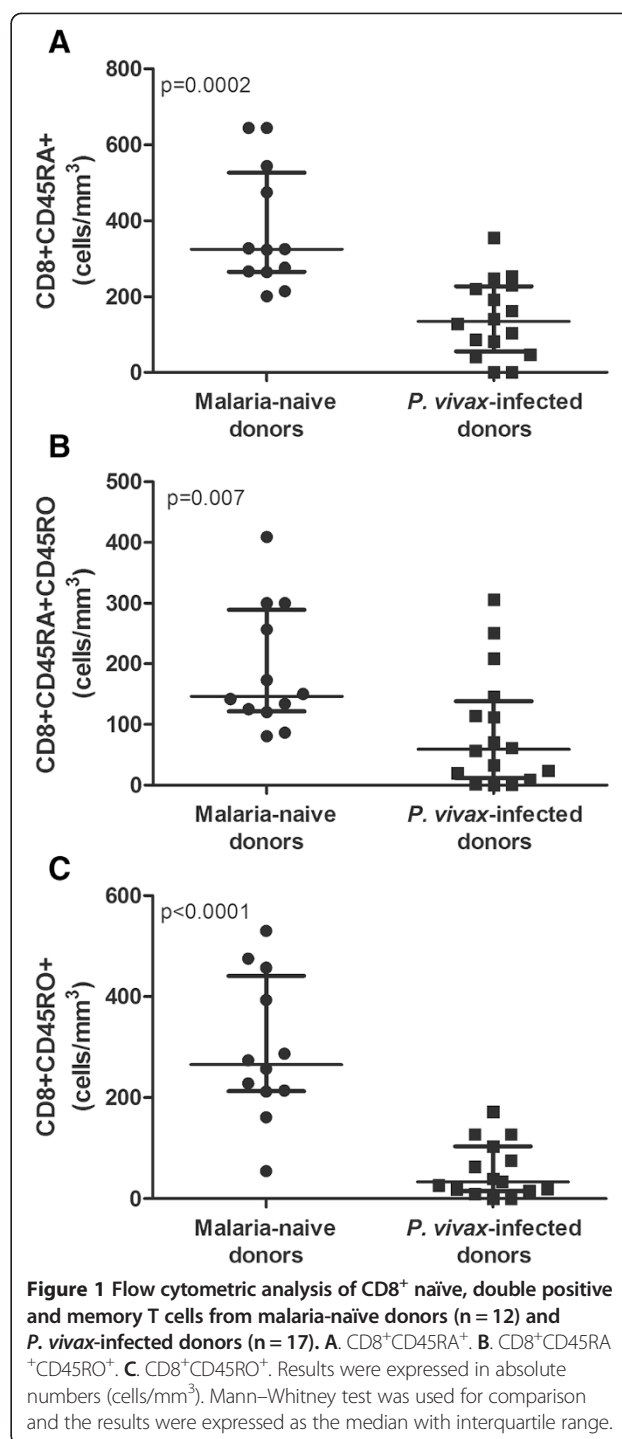 A
p=0.0002
CD8+CD45RA+
(cells/mm³)
800
600
400
200
0
Malaria-naive
donors
P. vivax-infected
donors
B
p=0.007
CD8+CD45RA+CD45RO
(cells/mm³)
500
400
300
200
100
0
Malaria-naive
donors
P. vivax-infected
donors
C
p<0.0001
CD8+CD45RO+
(cells/mm³)
600
400
200
0
Malaria-naive
donors
P. vivax-infected
donors
Figure 1 Flow cytometric analysis of CD8⁺ naïve, double positive
and memory T cells from malaria-naïve donors (n = 12) and
P. vivax-infected donors (n = 17). A. CD8⁺CD45RA⁺. B. CD8⁺CD45RA
⁺CD45RO⁺. C. CD8⁺CD45RO⁺. Results were expressed in absolute
numbers (cells/mm³). Mann–Whitney test was used for comparison
and the results were expressed as the median with interquartile range.